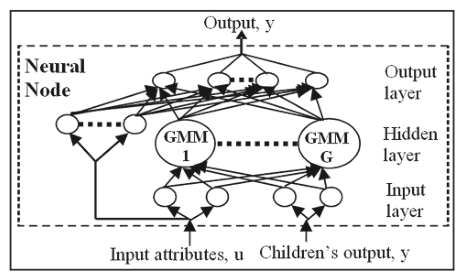 Output, y
Neural
Node
Output
layer
GMM
1
GMM
G
Hidden
layer
Input
layer
Input attributes, u
Children's output, y